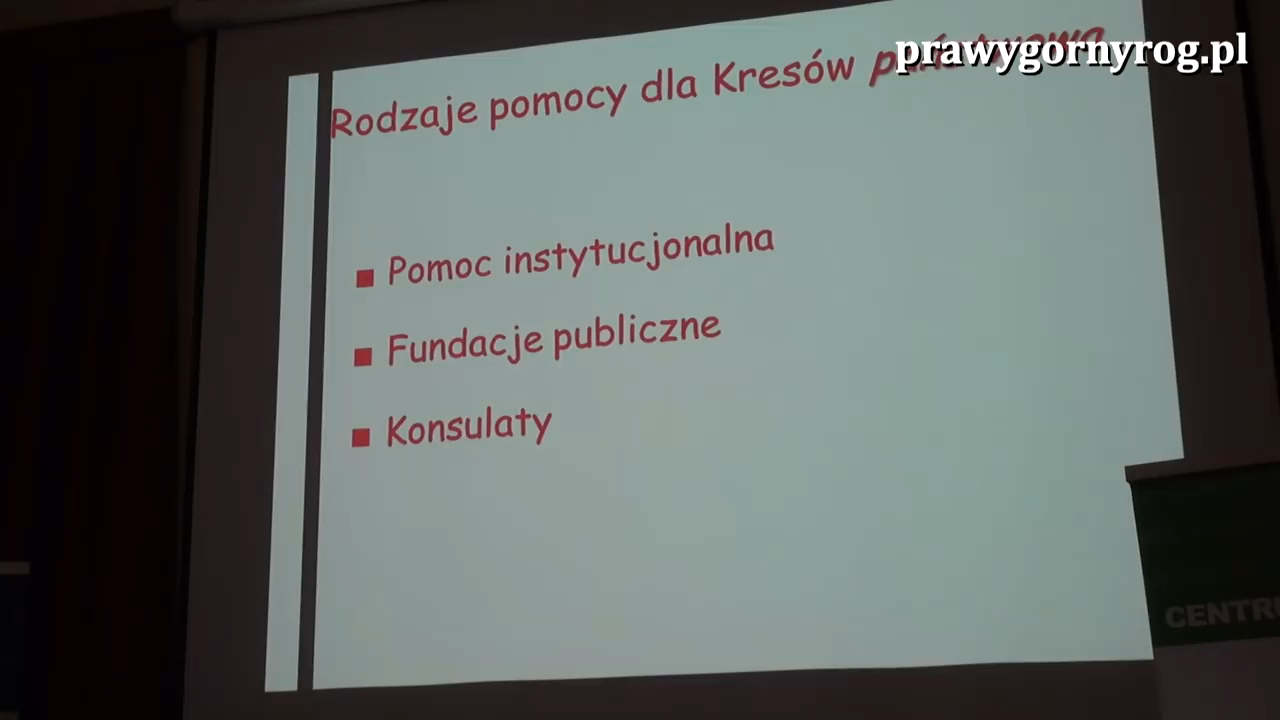 prawygornyrog.pl
Rodzaje pomocy dla Kresów
Pomoc instytucjonalna
Fundacje publiczne
Konsulaty